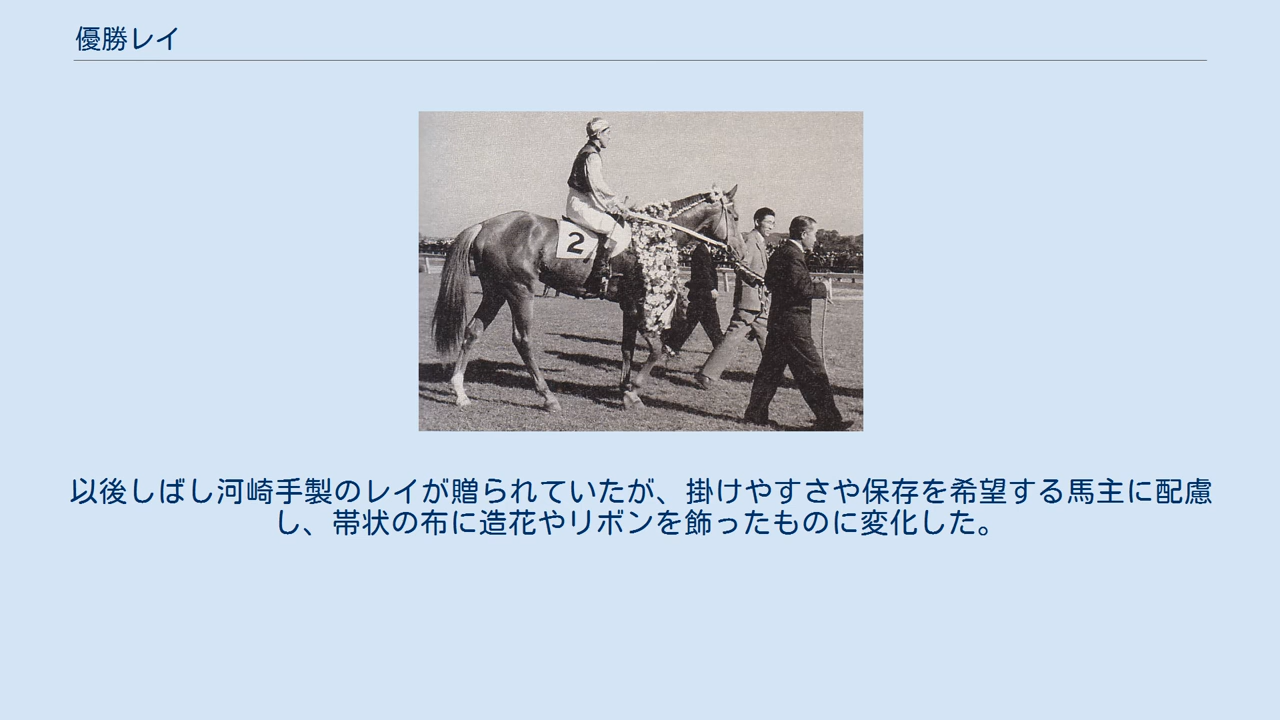 優勝レイ
2
以後しばし河崎手製のレイが贈られていたが、掛けやすさや保存を希望する馬主に配慮
し、帯状の布に造花やリボンを飾ったものに変化した。